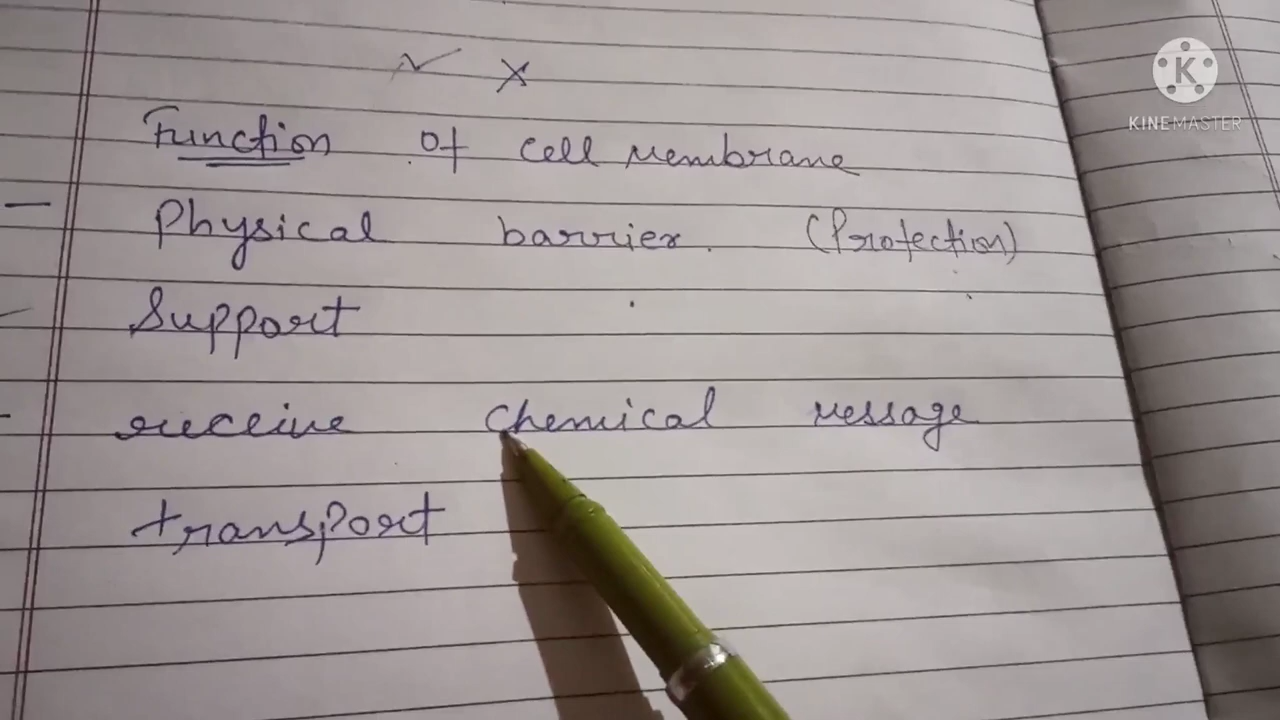 Function of cell membrane
Physical barrier. (Protection)
Support
receive chemical message
transport
KINEMASTER